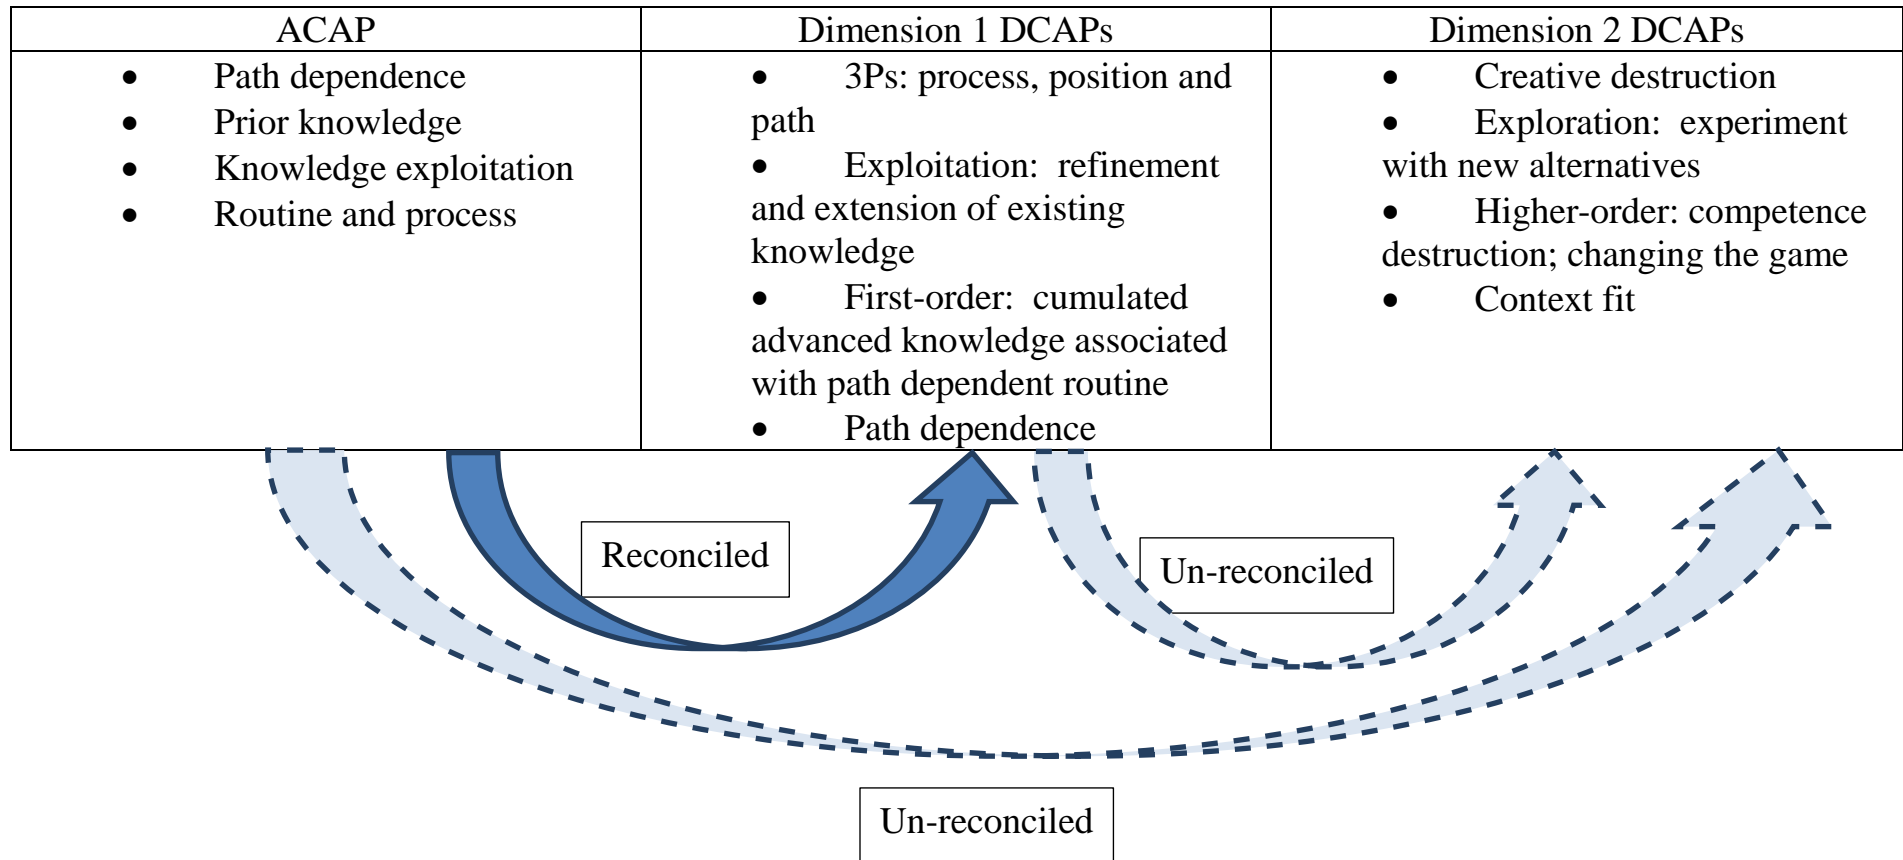 ACAP
Dimension 1 DCAPs
Dimension 2 DCAPs
• Path dependence
• Prior knowledge
• Knowledge exploitation
• Routine and process
• 3Ps: process, position and
path
• Exploitation: refinement
and extension of existing
knowledge
• First-order: cumulated
advanced knowledge associated
with path dependent routine
• Path dependence
• Creative destruction
• Exploration: experiment
with new alternatives
• Higher-order: competence
destruction; changing the game
• Context fit
Reconciled
Un-reconciled
Un-reconciled